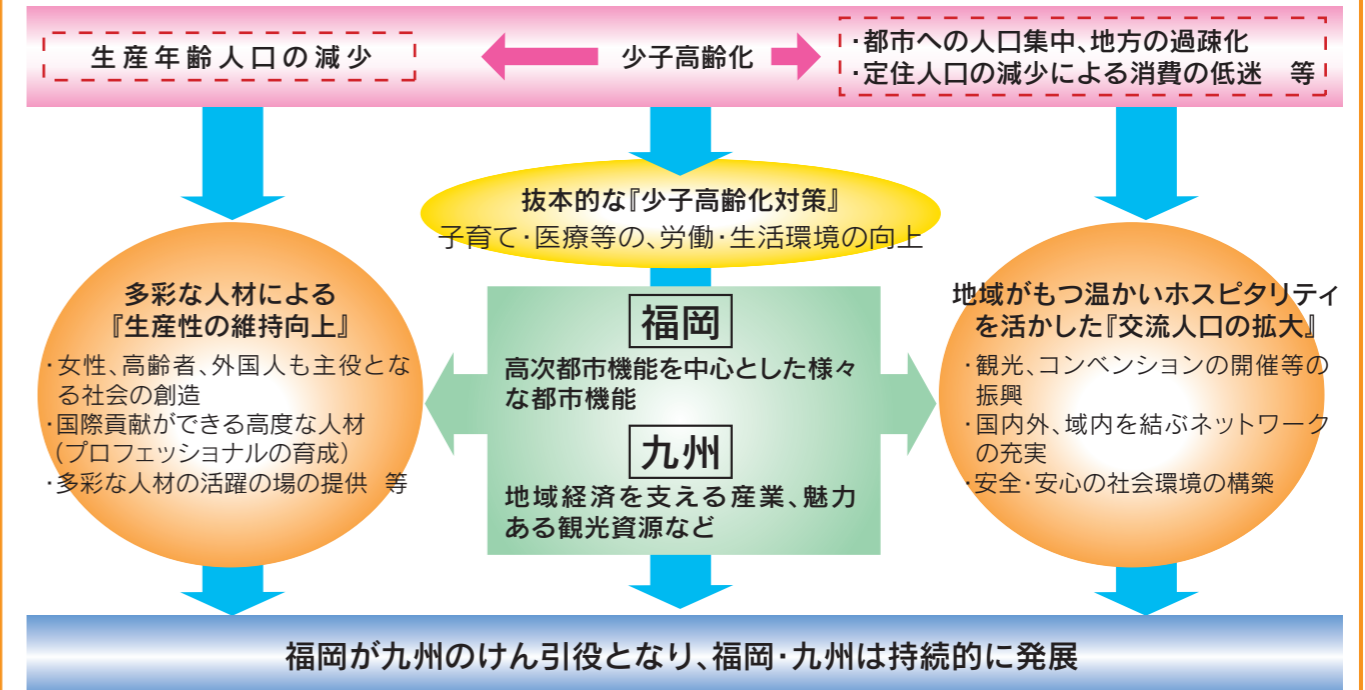 生産年齢人口の減少
少子高齢化
・都市への人口集中、地方の過疎化
・定住人口の減少による消費の低迷　等
抜本的な『少子高齢化対策』
子育て・医療等の、労働・生活環境の向上
多彩な人材による
『生産性の維持向上』
・女性、高齢者、外国人も主役とな
る社会の創造
・国際貢献ができる高度な人材
（プロフェッショナルの育成）
・多彩な人材の活躍の場の提供　等
福岡
高次都市機能を中心とした様々
な都市機能
九州
地域経済を支える産業、魅力
ある観光資源など
地域がもつ温かいホスピタリティ
を活かした『交流人口の拡大』
・観光、コンベンションの開催等の
振興
・国内外、域内を結ぶネットワーク
の充実
・安全・安心の社会環境の構築
福岡が九州のけん引役となり、福岡・九州は持続的に発展